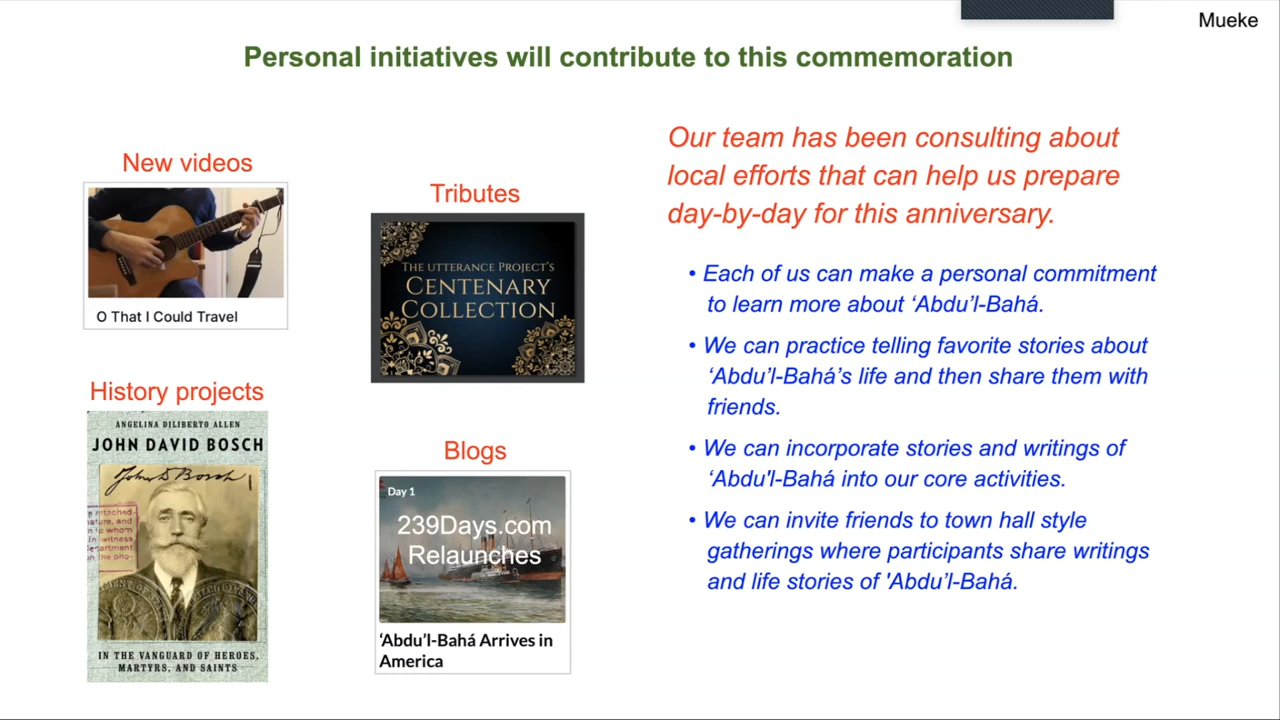 Mueke
Personal initiatives will contribute to this commemoration
New videos
O That I Could Travel
Tributes
THE UTTERANCE PROJECT'S
CENTENARY
COLLECTION
History projects
ANGELINA DILIBERTO ALLEN
JOHN DAVID BOSCH
John D Bosch
IN THE VANGUARD OF HEROES,
MARTYRS, AND SAINTS
Blogs
Day 1
239Days.com
Relaunches
‘Abdu’l-Bahá Arrives in
America
Our team has been consulting about
local efforts that can help us prepare
day-by-day for this anniversary.
• Each of us can make a personal commitment
to learn more about ‘Abdu’l-Bahá.
• We can practice telling favorite stories about
‘Abdu’l-Bahá’s life and then share them with
friends.
• We can incorporate stories and writings of
‘Abdu'l-Bahá into our core activities.
• We can invite friends to town hall style
gatherings where participants share writings
and life stories of 'Abdu’l-Bahá.